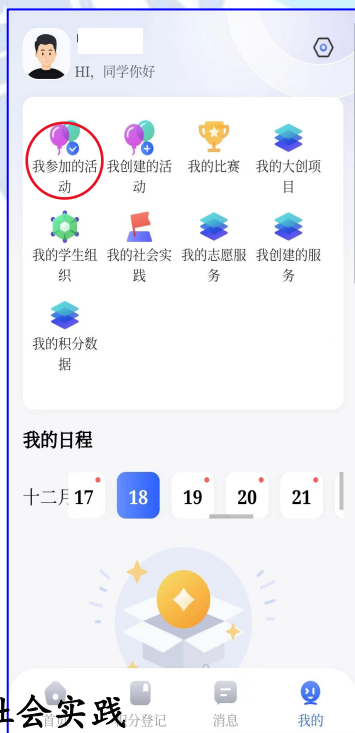 HI，同学你好
我参加的活动
我创建的活动
我的比赛
我的大创项目
我的学生组织
我的社会实践
我的志愿服务
我创建的服务
我的积分数据
我的日程
十二月 17 18 19 20 21
社会实践
积分登记
消息
我的